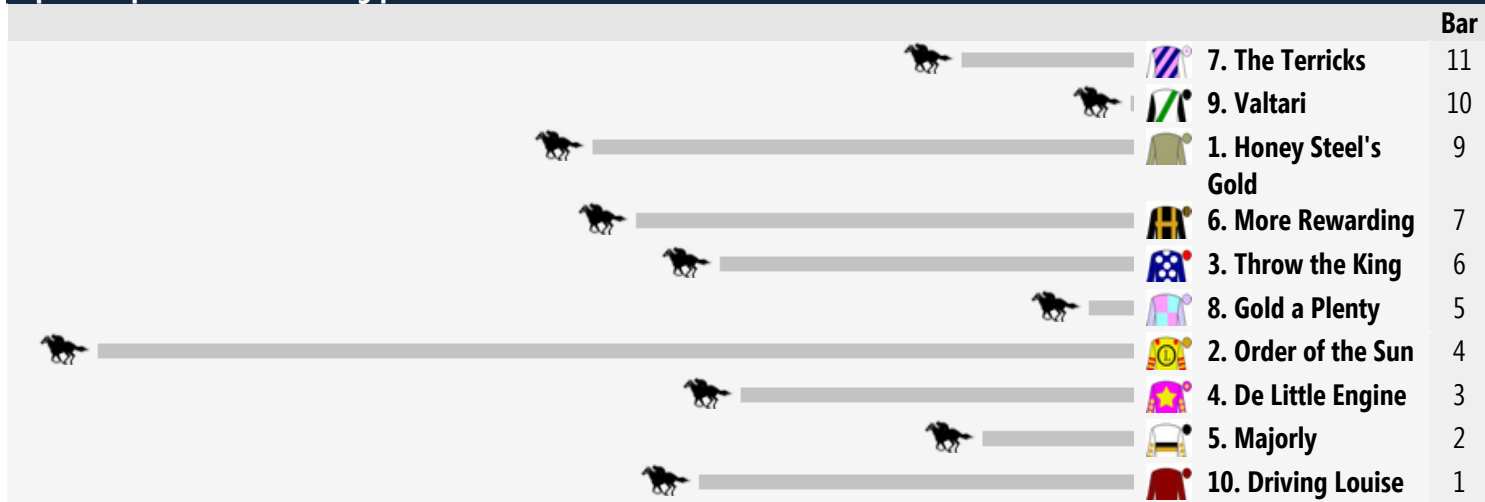 Bar
7. The Terricks 11
9. Valtari 10
1. Honey Steel's 9
Gold
6. More Rewarding 7
3. Throw the King 6
8. Gold a Plenty 5
2. Order of the Sun 4
4. De Little Engine 3
5. Majorly 2
10. Driving Louise 1